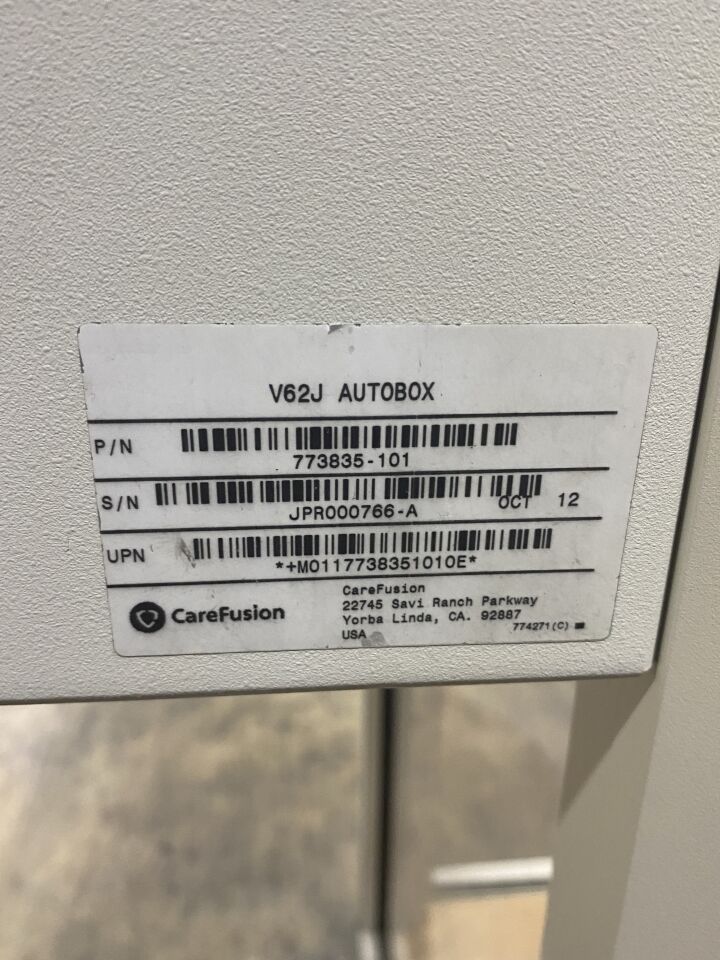 V62J AUTOBOX
P/N
773835-101
S/N
JPR000766-A OCT 12
UPN
*+M0117738351010E*
CareFusion
CareFusion
22745 Savi Ranch Parkway
Yorba Linda, CA. 92887
USA 774271(C)